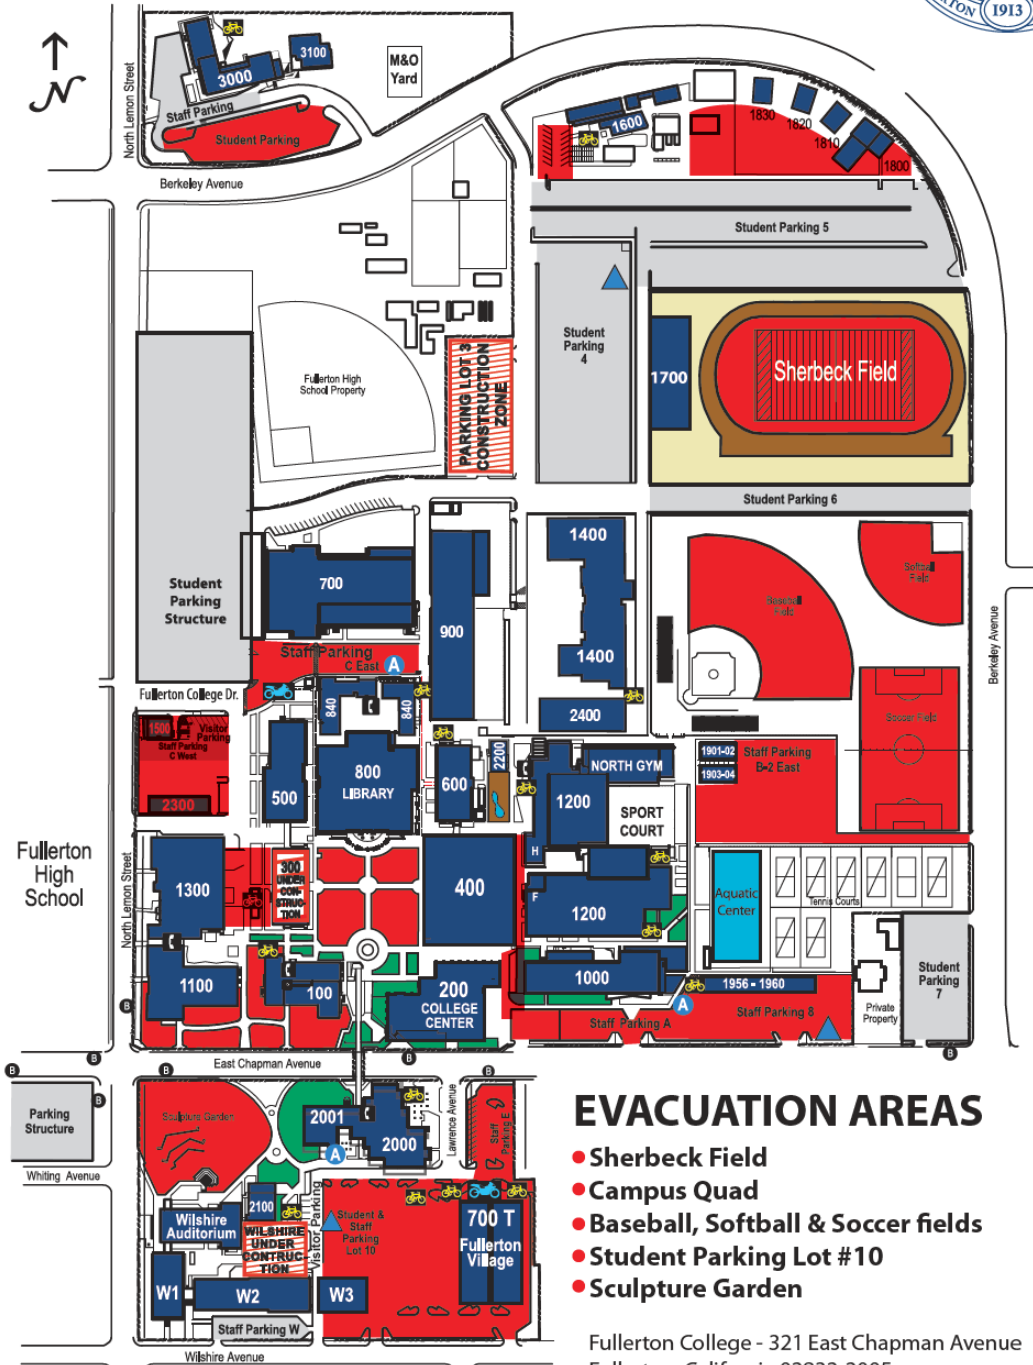 RTON
1913
N
North Lemon Street
3000
3100
M&O
Yard
Staff Parking
Student Parking
Berkeley Avenue
1600
1830
1820
1810
1800
Student Parking 5
Student
Parking
4
1700
Sherbeck Field
Fullerton High
School Property
PARKING LOT 3
CONSTRUCTION
ZONE
Student Parking 6
Student
Parking
Structure
700
900
1400
1400
2400
Baseball
Field
Softball
Field
Berkeley Avenue
Staff Parking
C East
A
Fullerton College Dr.
840
840
1500
Visitor
Parking
Staff Parking
C West
2300
500
800
LIBRARY
600
2200
NORTH GYM
1200
SPORT
COURT
1901-02
1903-04
Staff Parking
B-2 East
Soccer Field
Fullerton
High
School
North Lemon Street
1300
300
UNDER
CON-
STRUC-
TION
400
H
F
1200
Aquatic
Center
Tennis Courts
1100
100
200
COLLEGE
CENTER
1000
1956 - 1960
A
Staff Parking A
Staff Parking 8
Private
Property
Student
Parking
7
B
B
B
B
B
B
B
B
East Chapman Avenue
Parking
Structure
Whiting Avenue
Sculpture Garden
2001
2000
A
Lawrence Avenue
Staff
Parking E
2100
Wilshire
Auditorium
WILSHIRE
UNDER
CONTRUC-
TION
Visitor Parking
Student &
Staff
Parking
Lot 10
700 T
Fullerton
Village
W1
W2
W3
Staff Parking W
Wilshire Avenue
EVACUATION AREAS
• Sherbeck Field
• Campus Quad
• Baseball, Softball & Soccer fields
• Student Parking Lot #10
• Sculpture Garden
Fullerton College - 321 East Chapman Avenue